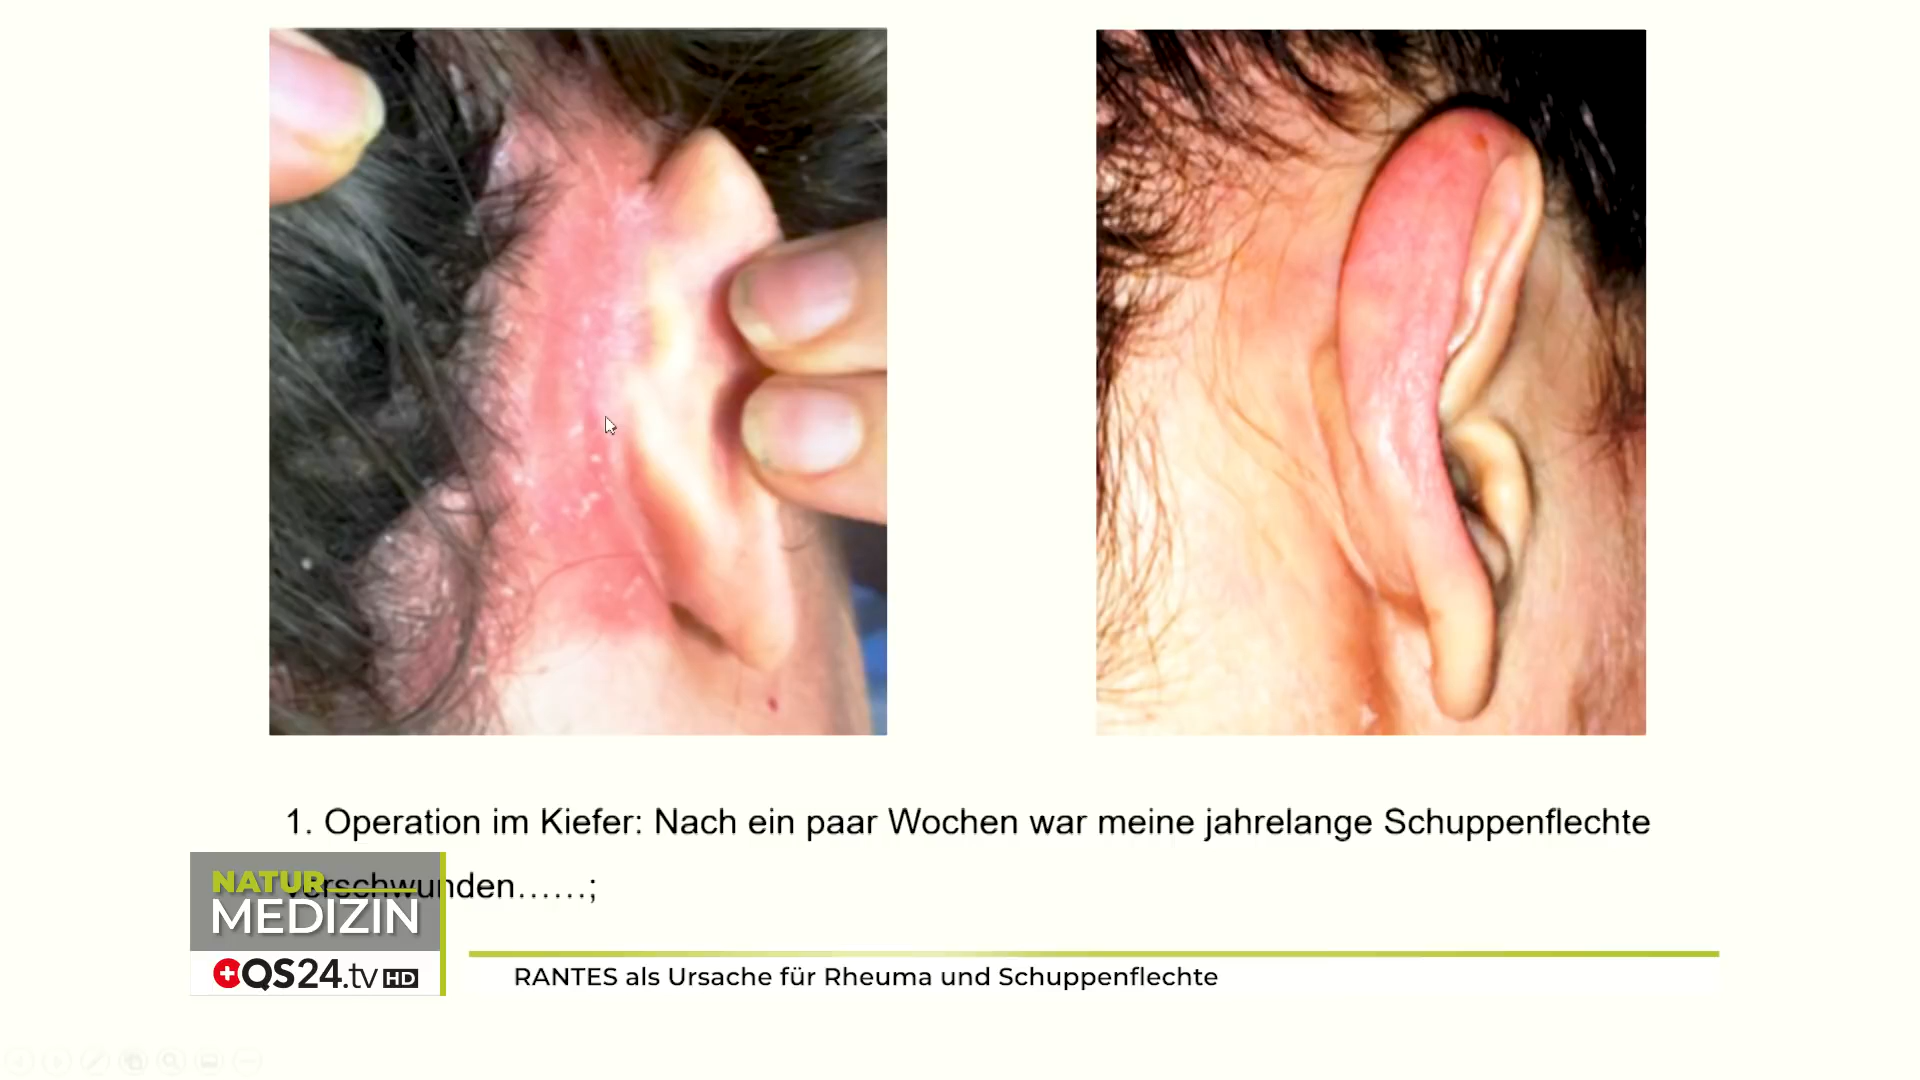 1. Operation im Kiefer: Nach ein paar Wochen war meine jahrelange Schuppenflechte
verschwunden......;
NATUR
MEDIZIN
QS24.tv HD
RANTES als Ursache für Rheuma und Schuppenflechte